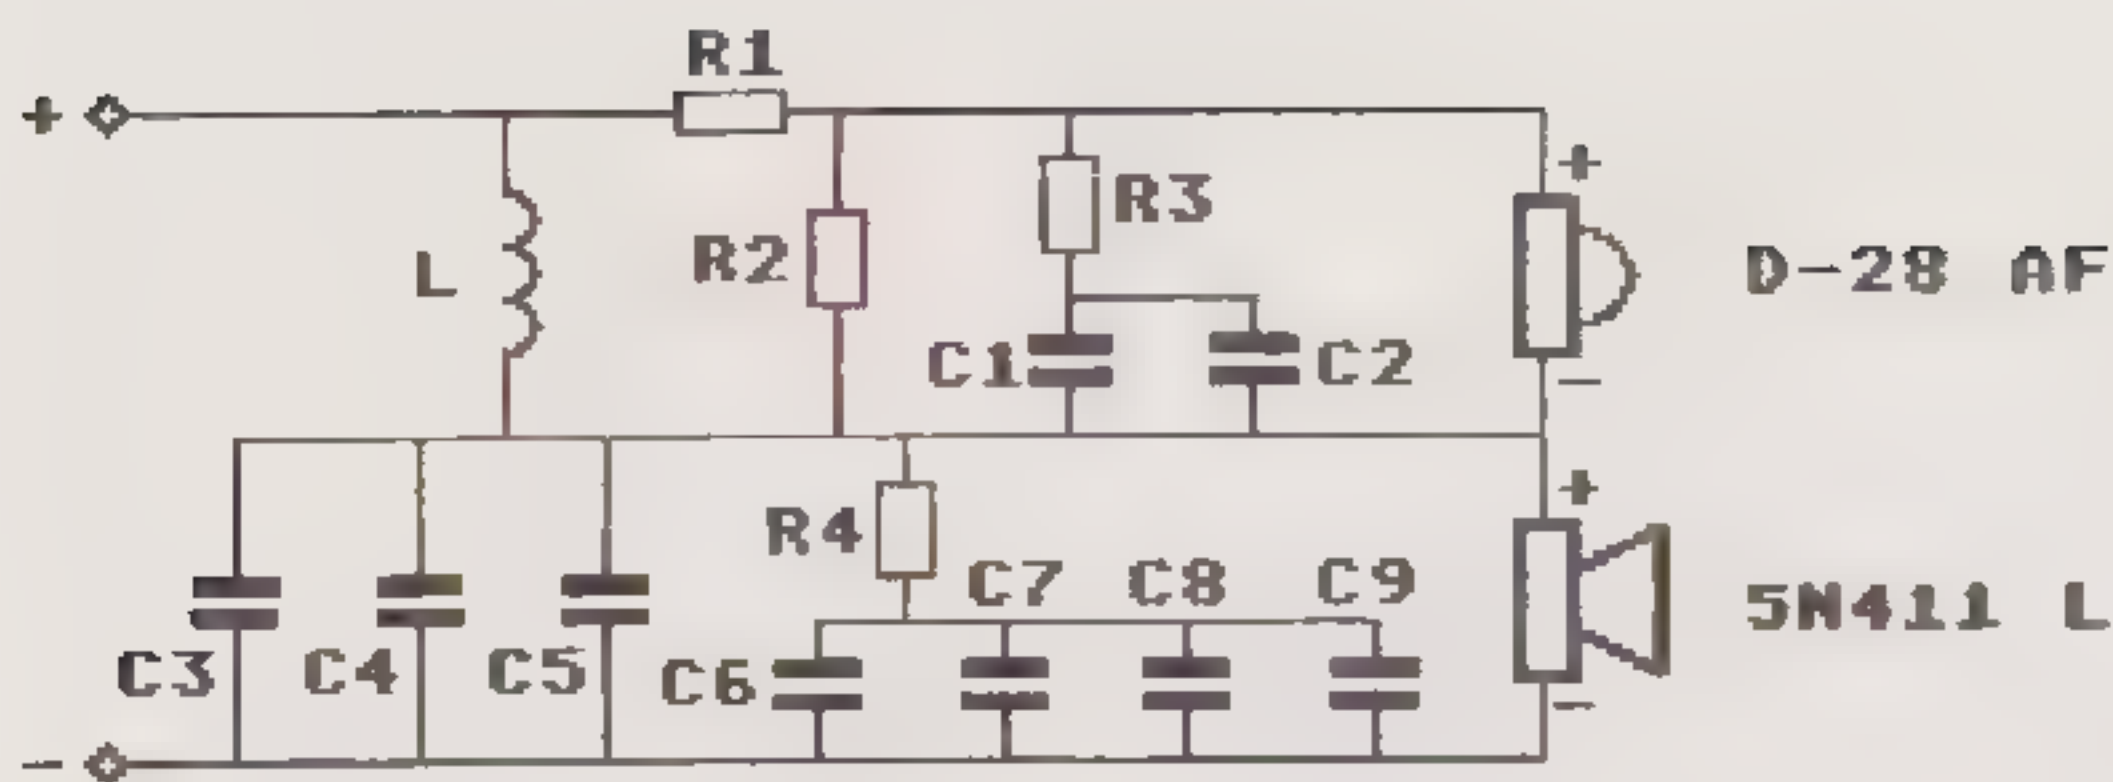 R1
+
+
R3
L
R2
D-28 AF
C1
C2
−
+
R4
C7
C8
C9
5N411 L
C3
C4
C5
C6
−
−